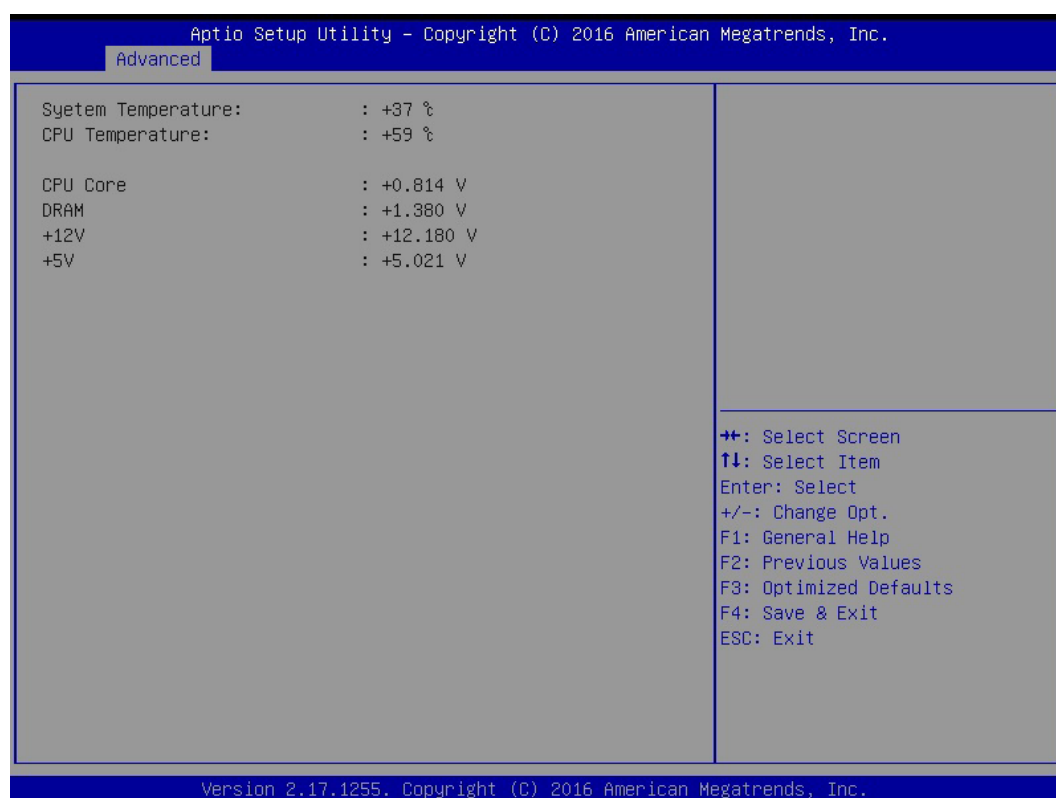 Aptio Setup Utility – Copyright (C) 2016 American Megatrends, Inc.
Advanced
Syetem Temperature: : +37 ℃
CPU Temperature: : +59 ℃
CPU Core : +0.814 V
DRAM : +1.380 V
+12V : +12.180 V
+5V : +5.021 V
→←: Select Screen
↑↓: Select Item
Enter: Select
+/-: Change Opt.
F1: General Help
F2: Previous Values
F3: Optimized Defaults
F4: Save & Exit
ESC: Exit
Version 2.17.1255. Copyright (C) 2016 American Megatrends, Inc.